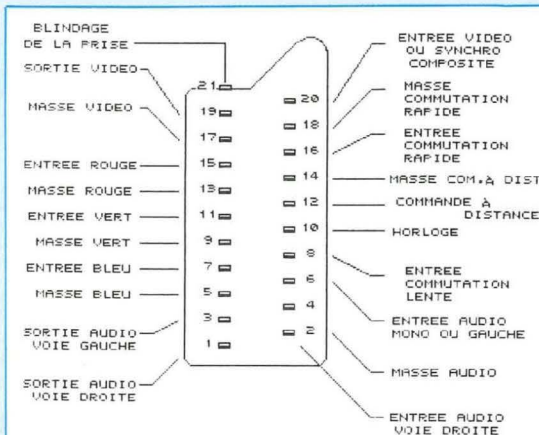 BLINDAGE
DE LA PRISE
SORTIE VIDEO
MASSE VIDEO
ENTREE ROUGE
MASSE ROUGE
ENTREE VERT
MASSE VERT
ENTREE BLEU
MASSE BLEU
SORTIE AUDIO
VOIE GAUCHE
SORTIE AUDIO
VOIE DROITE
21
19
17
15
13
11
9
7
5
3
1
20
18
16
14
12
10
8
6
4
2
ENTREE VIDEO
OU SYNCHRO
COMPOSITE
MASSE
COMMUTATION
RAPIDE
ENTREE
COMMUTATION
RAPIDE
MASSE COM.À DIST
COMMANDE À
DISTANCE
HORLOGE
ENTREE
COMMUTATION
LENTE
ENTREE AUDIO
MONO OU GAUCHE
MASSE AUDIO
ENTREE AUDIO
VOIE DROITE